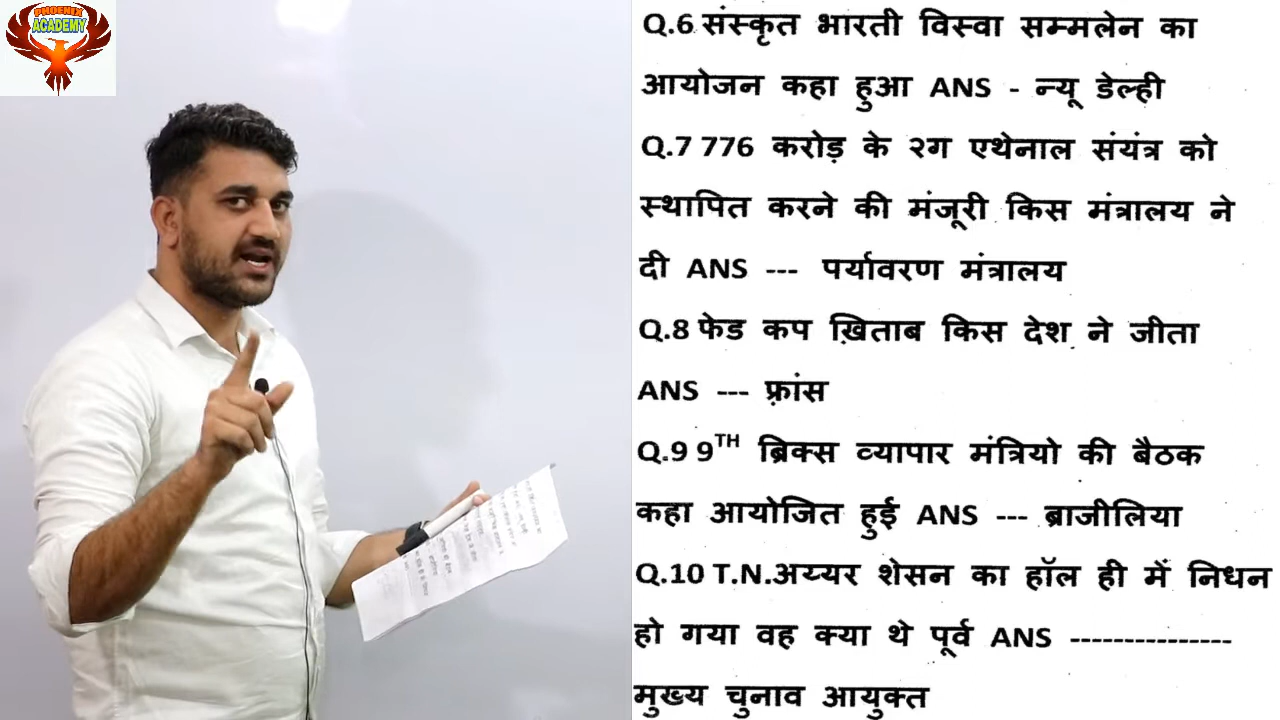 PHOENIX
ACADEMY
Q.6 संस्कृत भारती विस्वा सम्मलेन का
आयोजन कहा हुआ ANS - न्यू डेल्ही
Q.7 776 करोड़ के २ग एथेनाल संयंत्र को
स्थापित करने की मंजूरी किस मंत्रालय ने
दी ANS --- पर्यावरण मंत्रालय
Q.8 फेड कप ख़िताब किस देश ने जीता
ANS --- फ़्रांस
Q.9 9TH ब्रिक्स व्यापार मंत्रियो की बैठक
कहा आयोजित हुई ANS --- ब्राजीलिया
Q.10 T.N.अय्यर शेसन का हॉल ही में निधन
हो गया वह क्या थे पूर्व ANS ---------------
मुख्य चुनाव आयुक्त